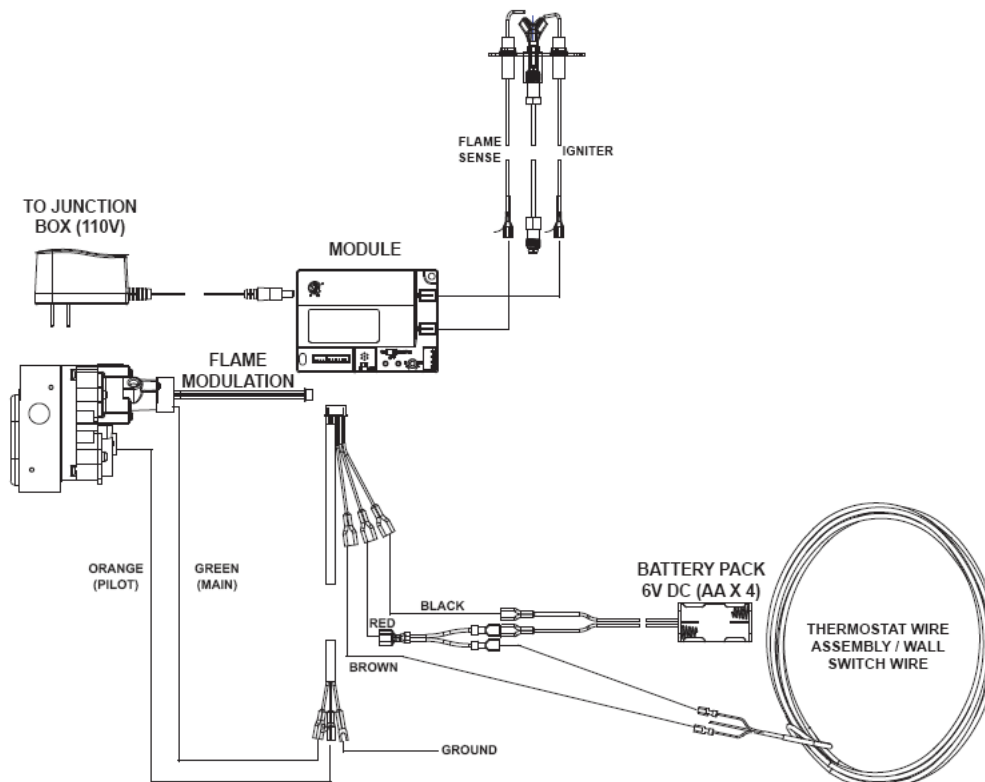 FLAME
SENSE
IGNITER
TO JUNCTION
BOX (110V)
MODULE
FLAME
MODULATION
ORANGE
(PILOT)
GREEN
(MAIN)
BATTERY PACK
6V DC (AA X 4)
BLACK
RED
BROWN
THERMOSTAT WIRE
ASSEMBLY / WALL
SWITCH WIRE
GROUND